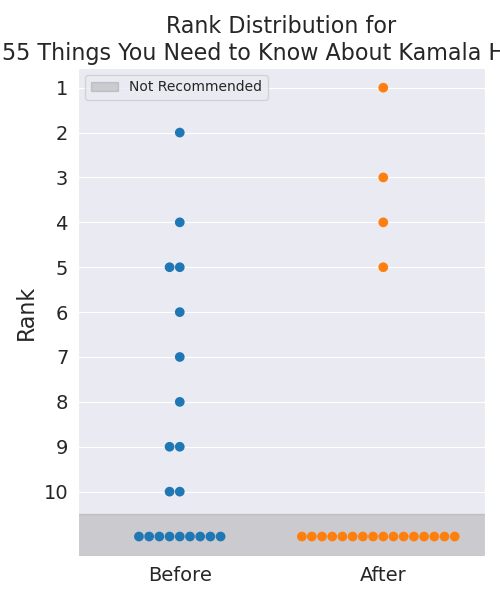 Rank Distribution for
55 Things You Need to Know About Kamala H
Not Recommended
1
2
3
4
5
6
7
8
9
10
Rank
Before
After